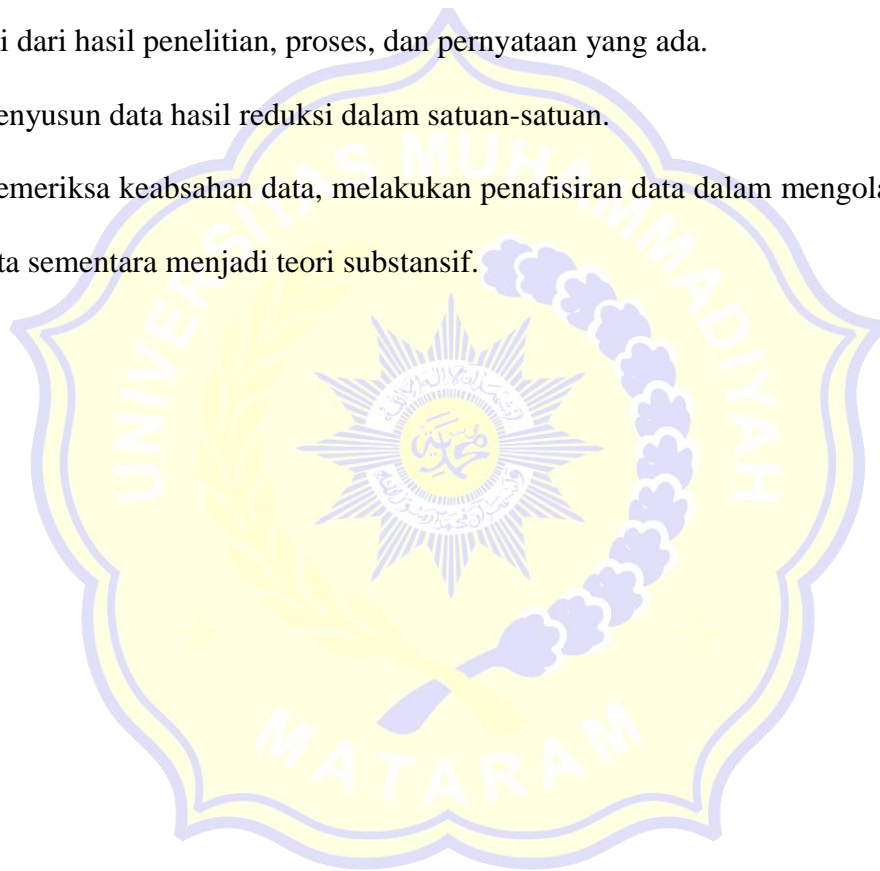 i dari hasil penelitian, proses, dan pernyataan yang ada.
enyusun data hasil reduksi dalam satuan-satuan.
emeriksa keabsahan data, melakukan penafisiran data dalam mengola
ta sementara menjadi teori substansif.
UNIVERSITAS MUHAMMADIYAH
MATARAM